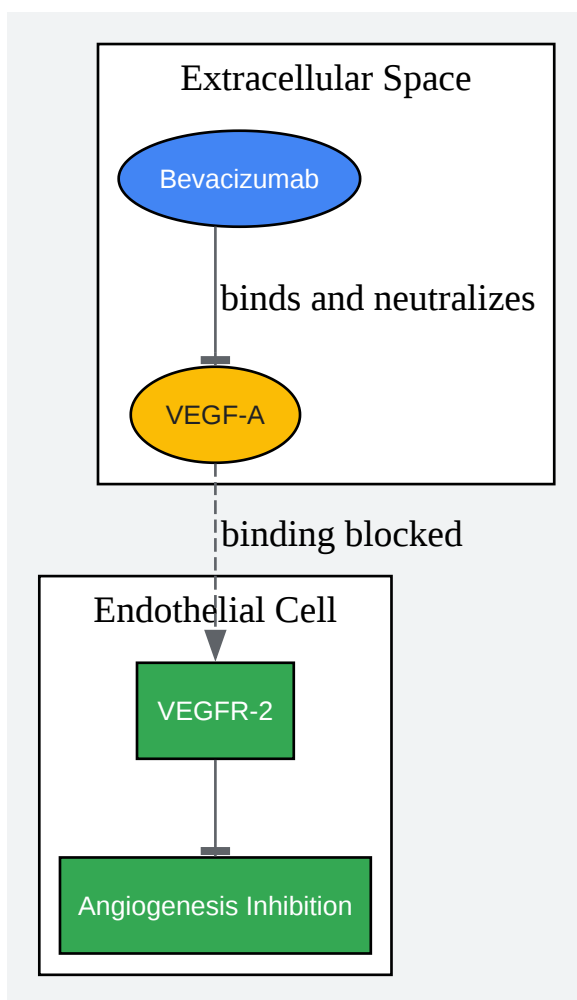 Extracellular Space
Bevacizumab
binds and neutralizes
VEGF-A
binding blocked
Endothelial Cell
VEGFR-2
Angiogenesis Inhibition